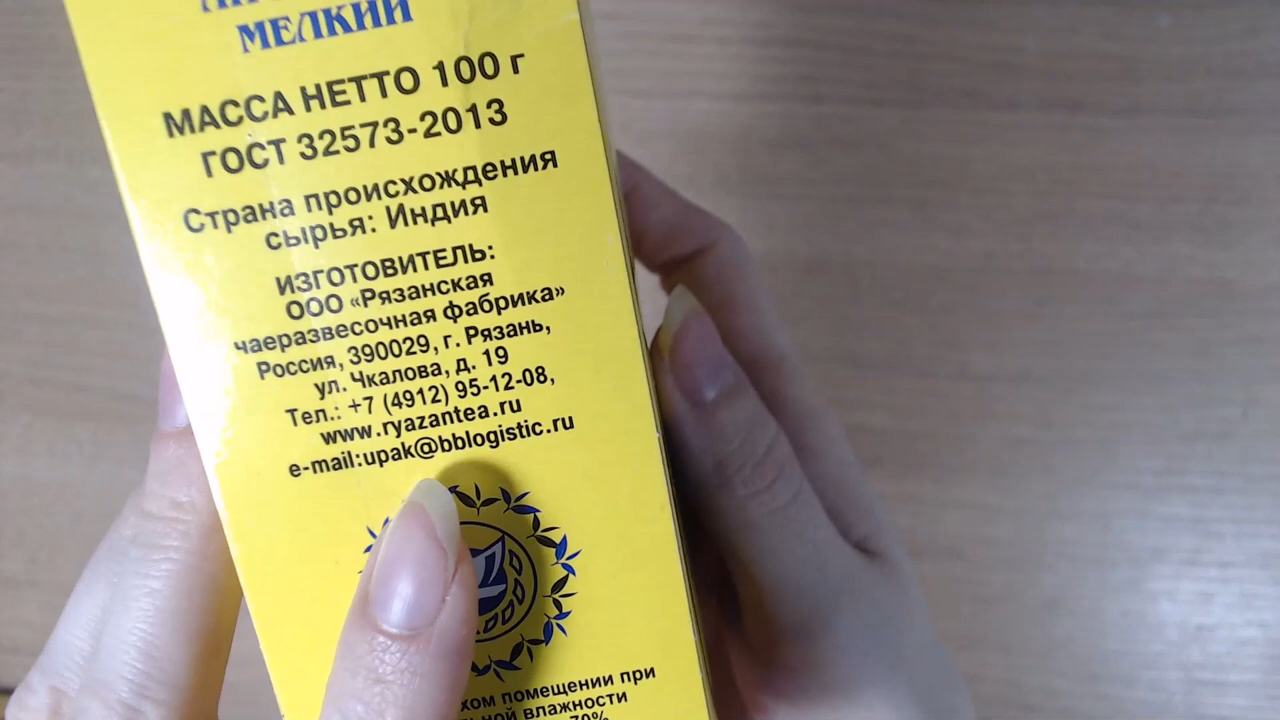 МЕЛКИЙ
МАССА НЕТТО 100 г
ГОСТ 32573-2013
Страна происхождения
сырья: Индия
ИЗГОТОВИТЕЛЬ:
ООО «Рязанская
чаеразвесочная фабрика»
Россия, 390029, г. Рязань,
ул. Чкалова, д. 19
Тел.: +7 (4912) 95-12-08,
www.ryazantea.ru
e-mail:upak@bblogistic.ru
помещении при
влажности
70%